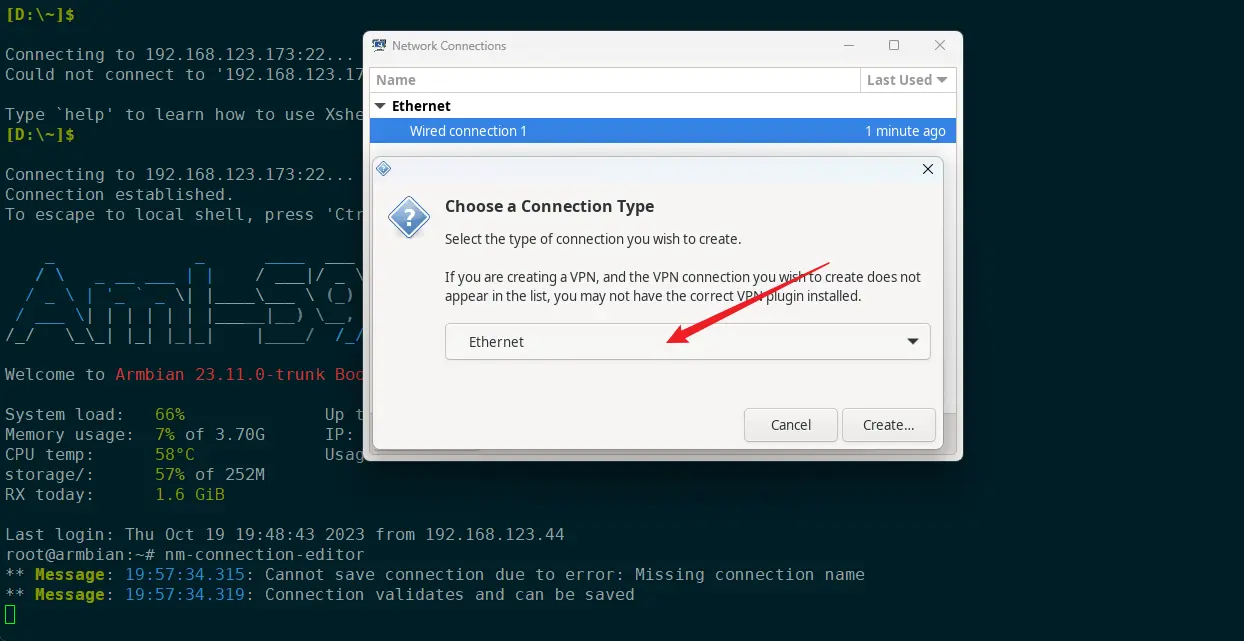 [D:\~]$
Connecting to 192.168.123.173:22...
Could not connect to '192.168.123.17
Type `help' to learn how to use Xshe
[D:\~]$
Connecting to 192.168.123.173:22...
Connection established.
To escape to local shell, press 'Ctr
Welcome to Armbian 23.11.0-trunk Boo
System load: 66% Up t
Memory usage: 7% of 3.70G IP:
CPU temp: 58°C Usag
storage/: 57% of 252M
RX today: 1.6 GiB
Last login: Thu Oct 19 19:48:43 2023 from 192.168.123.44
root@armbian:~# nm-connection-editor
** Message: 19:57:34.315: Cannot save connection due to error: Missing connection name
** Message: 19:57:34.319: Connection validates and can be saved
Network Connections
Name Last Used
Ethernet
Wired connection 1 1 minute ago
Choose a Connection Type
Select the type of connection you wish to create.
If you are creating a VPN, and the VPN connection you wish to create does not
appear in the list, you may not have the correct VPN plugin installed.
Ethernet
Cancel Create...